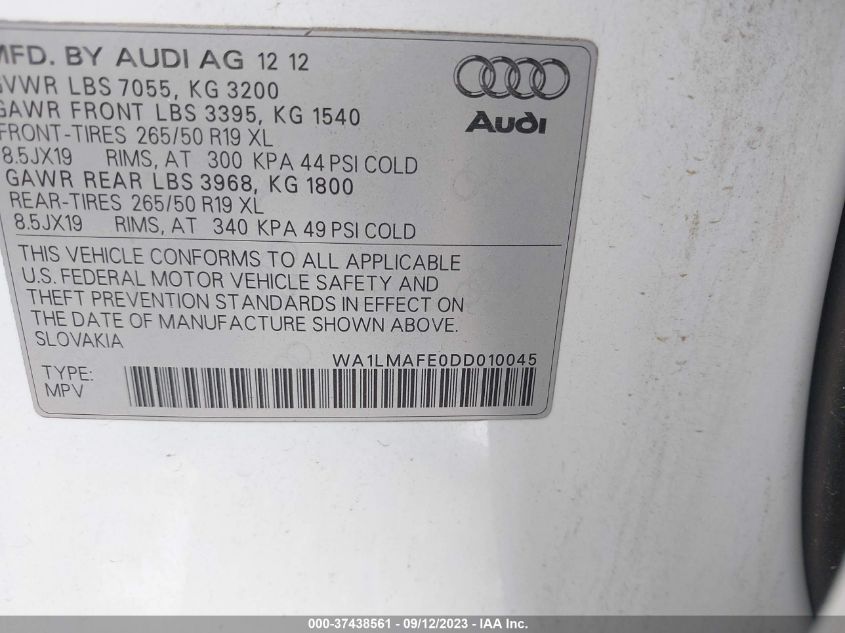 MFD. BY AUDI AG 12 12
GVWR LBS 7055, KG 3200
GAWR FRONT LBS 3395, KG 1540
FRONT-TIRES 265/50 R19 XL
8.5JX19 RIMS, AT 300 KPA 44 PSI COLD
GAWR REAR LBS 3968, KG 1800
REAR-TIRES 265/50 R19 XL
8.5JX19 RIMS, AT 340 KPA 49 PSI COLD
Audi
THIS VEHICLE CONFORMS TO ALL APPLICABLE
U.S. FEDERAL MOTOR VEHICLE SAFETY AND
THEFT PREVENTION STANDARDS IN EFFECT ON
THE DATE OF MANUFACTURE SHOWN ABOVE.
SLOVAKIA
WA1LMAFE0DD010045
TYPE:
MPV
000-37438561 - 09/12/2023 - IAA Inc.